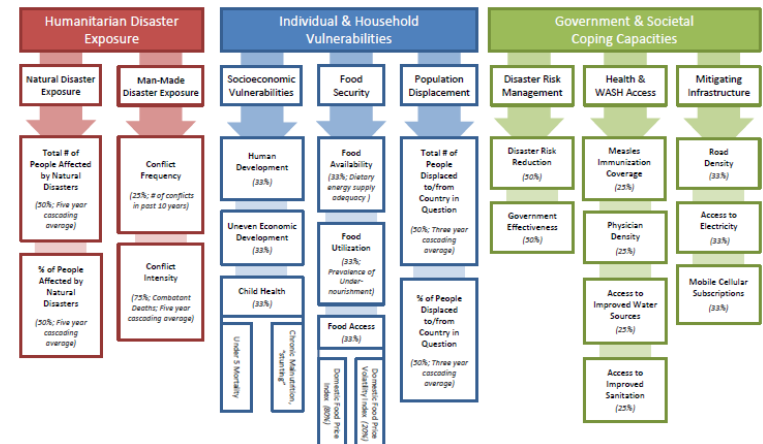 Humanitarian Disaster
Exposure
Natural Disaster
Exposure
Total # of
People Affected
by Natural
Disasters
(50%; Five year
cascading
average)
% of People
Affected by
Natural
Disasters
(50%; Five year
cascading
average)
Man-Made
Disaster Exposure
Conflict
Frequency
(25%; # of conflicts
in past 10 years)
Conflict
Intensity
(75%; Combatant
Deaths; Five year
cascading average)
Individual & Household
Vulnerabilities
Socioeconomic
Vulnerabilities
Human
Development
(33%)
Uneven Economic
Development
(33%)
Child Health
(33%)
Under 5 Mortality
Chronic Malnutrition,
"stunting"
Food
Security
Food
Availability
(33%; Dietary
energy supply
adequacy )
Food
Utilization
(33%;
Prevalence of
Under-
nourishment)
Food Access
(33%)
Domestic Food Price
Index (80%)
Domestic Food Price
Volatility Index (20%)
Population
Displacement
Total # of
People
Displaced
to/from
Country in
Question
(50%; Three year
cascading
average)
% of People
Displaced
to/from
Country in
Question
(50%; Three year
cascading
average)
Government & Societal
Coping Capacities
Disaster Risk
Management
Disaster Risk
Reduction
(50%)
Government
Effectiveness
(50%)
Health &
WASH Access
Measles
Immunization
Coverage
(25%)
Physician
Density
(25%)
Access to
Improved Water
Sources
(25%)
Access to
Improved
Sanitation
(25%)
Mitigating
Infrastructure
Road
Density
(33%)
Access to
Electricity
(33%)
Mobile Cellular
Subscriptions
(33%)